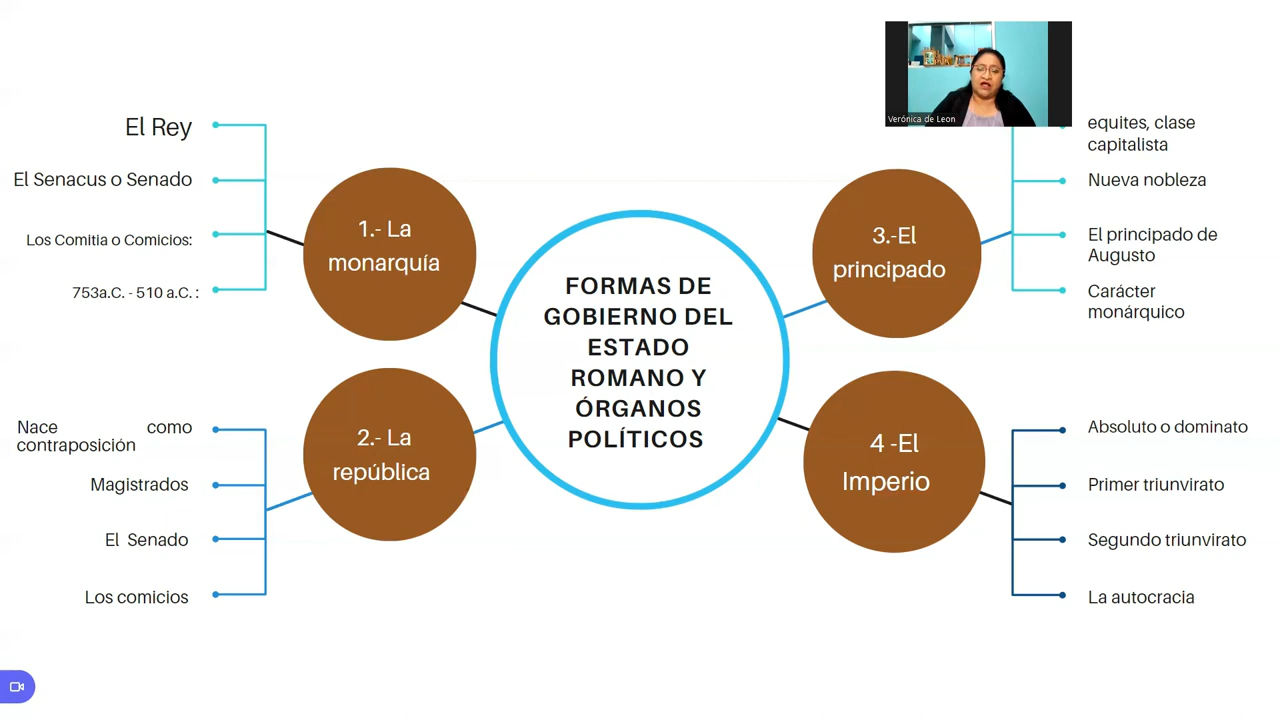 Verónica de Leon
El Rey
El Senacus o Senado
Los Comitia o Comicios:
753a.C. - 510 a.C. :
1.- La
monarquía
Nace como
contraposición
Magistrados
El Senado
Los comicios
2.- La
república
FORMAS DE
GOBIERNO DEL
ESTADO
ROMANO Y
ÓRGANOS
POLÍTICOS
3.-El
principado
equites, clase
capitalista
Nueva nobleza
El principado de
Augusto
Carácter
monárquico
4 -El
Imperio
Absoluto o dominato
Primer triunvirato
Segundo triunvirato
La autocracia